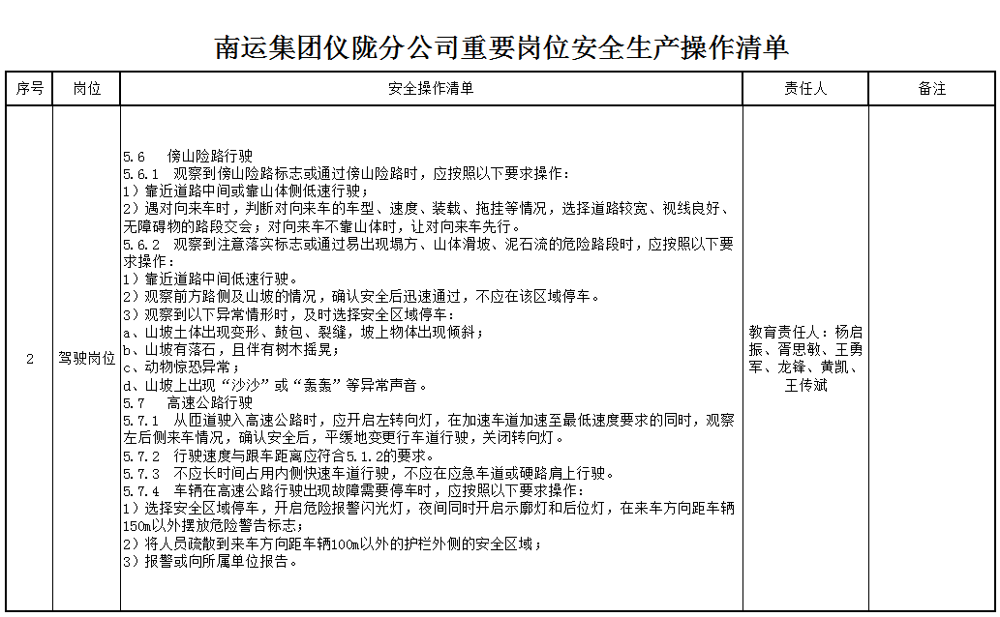 南运集团仪陇分公司重要岗位安全生产操作清单
序号 岗位 安全操作清单 责任人 备注
5.6 傍山险路行驶
5.6.1 观察到傍山险路标志或通过傍山险路时，应按照以下要求操作：
1）靠近道路中间或靠山体侧低速行驶；
2）遇对向来车时，判断对向来车的车型、速度、装载、拖挂等情况，选择道路较宽、视线良好、
无障碍物的路段交会；对向来车不靠山体时，让对向来车先行。
5.6.2 观察到注意落实标志或通过易出现塌方、山体滑坡、泥石流的危险路段时，应按照以下要
求操作：
1）靠近道路中间低速行驶。
2）观察前方路侧及山坡的情况，确认安全后迅速通过，不应在该区域停车。
3）观察到以下异常情形时，及时选择安全区域停车：
a、山坡土体出现变形、鼓包、裂缝，坡上物体出现倾斜；
b、山坡有落石，且伴有树木摇晃；
c、动物惊恐异常；
d、山坡上出现“沙沙”或“轰轰”等异常声音。
5.7 高速公路行驶
5.7.1 从匝道驶入高速公路时，应开启左转向灯，在加速车道加速至最低速度要求的同时，观察
左后侧来车情况，确认安全后，平缓地变更行车道行驶，关闭转向灯。
5.7.2 行驶速度与跟车距离应符合5.1.2的要求。
5.7.3 不应长时间占用内侧快速车道行驶，不应在应急车道或硬路肩上行驶。
5.7.4 车辆在高速公路行驶出现故障需要停车时，应按照以下要求操作：
1）选择安全区域停车，开启危险报警闪光灯，夜间同时开启示廓灯和后位灯，在来车方向距车辆
150m以外摆放危险警告标志；
2）将人员疏散到来车方向距车辆100m以外的护栏外侧的安全区域；
3）报警或向所属单位报告。
2 驾驶岗位
教育责任人：杨启
振、胥思敏、王勇
军、龙锋、黄凯、
王传斌